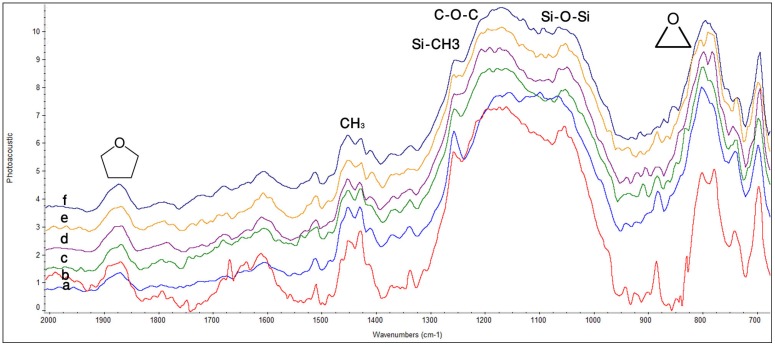 C-O-C
Si-O-Si
O
Si-CH3
CH3
O
Photoacoustic
10
9
8
7
6
5
4
3
2
1
0
f
e
d
c
b
a
2000 1900 1800 1700 1600 1500 1400 1300 1200 1100 1000 900 800 700
Wavenumbers (cm-1)